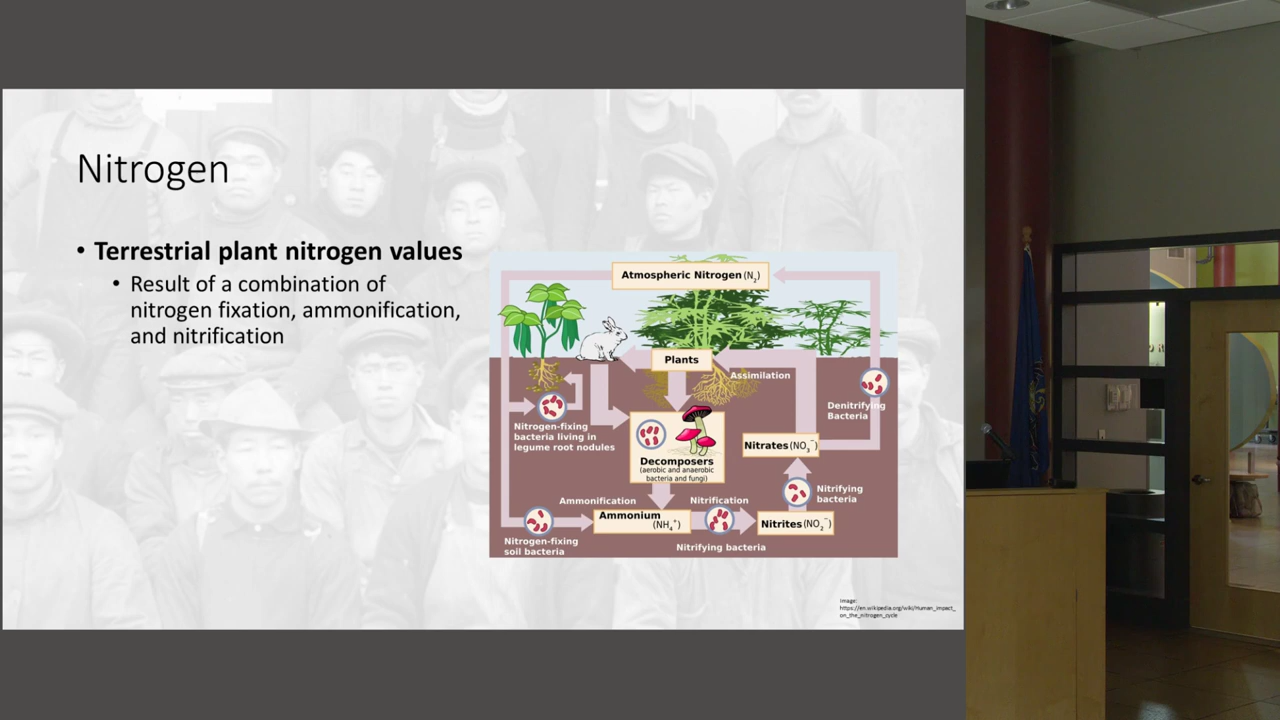 Nitrogen
• Terrestrial plant nitrogen values
• Result of a combination of
nitrogen fixation, ammonification,
and nitrification
Atmospheric Nitrogen (N₂)
Plants
Assimilation
Denitrifying
Bacteria
Nitrogen-fixing
bacteria living in
legume root nodules
Nitrates (NO₃⁻)
Decomposers
(aerobic and anaerobic
bacteria and fungi)
Nitrifying
bacteria
Ammonification
Nitrification
Ammonium
(NH₄⁺)
Nitrites (NO₂⁻)
Nitrogen-fixing
soil bacteria
Nitrifying bacteria
Image:
https://en.wikipedia.org/wiki/Human_impact_
on_the_nitrogen_cycle